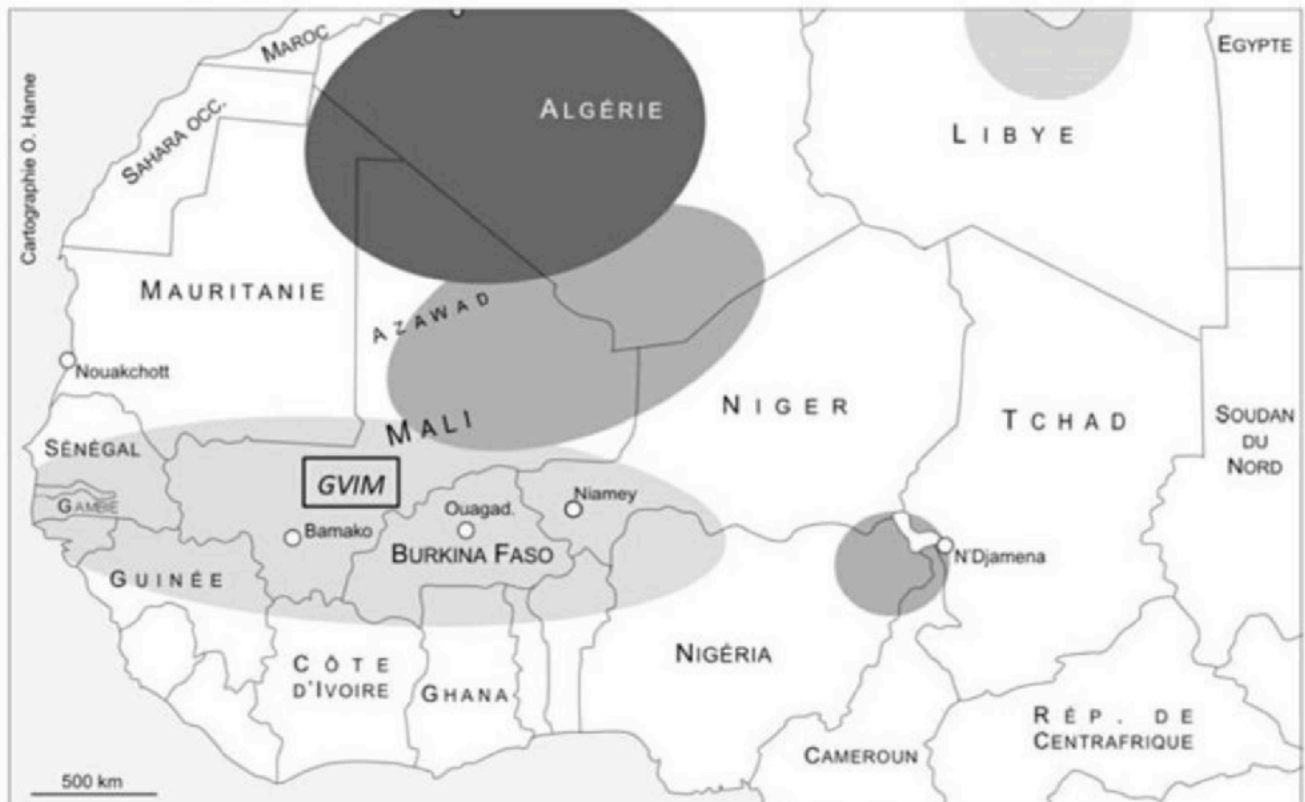 Cartographie O. Hanne
MAROC
EGYPTE
ALGÉRIE
SAHARA OCC.
LIBYE
MAURITANIE
AZAWAD
Nouakchott
NIGER
MALI
TCHAD
SOUDAN
DU
NORD
SÉNÉGAL
GVIM
GAMBIE
Niamey
Ouagad.
Bamako
BURKINA FASO
N'Djamena
GUINÉE
NIGÉRIA
CÔTE
D'IVOIRE
GHANA
RÉP. DE
CENTRAFRIQUE
CAMEROUN
500 km